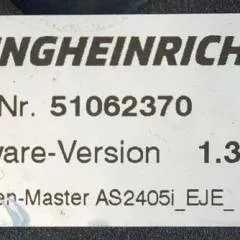 NGHEINRICH
Nr. 51062370
ware-Version 1.3
en-Master AS2405i_EJE_